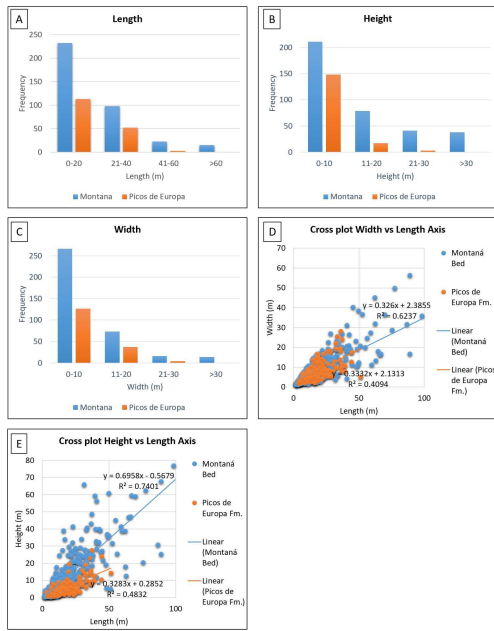 A
Length
Frequency
250
200
150
100
50
0
0-20
21-40
41-60
>60
Length (m)
Montana
Picos de Europa
B
Height
Frequency
200
150
100
50
0
0-10
11-20
21-30
>30
Height (m)
Montana
Picos de Europa
C
Width
Frequency
250
200
150
100
50
0
0-10
11-20
21-30
>30
Width (m)
Montana
Picos de Europa
D
Cross plot Width vs Length Axis
Width (m)
70
60
50
40
30
20
10
0
y = 0.326x + 2.3855
R² = 0.6237
y = 0.3332x + 2.1313
R² = 0.4094
0
50
100
Length (m)
Montaná
Bed
Picos de
Europa Fm.
Linear
(Montaná
Bed)
Linear (Picos
de Europa
Fm.)
E
Cross plot Height vs Length Axis
Height (m)
80
70
60
50
40
30
20
10
0
y = 0.6958x - 0.5679
R² = 0.7401
y = 0.3283x + 0.2852
R² = 0.4832
0
50
100
Length (m)
Montaná
Bed
Picos de
Europa Fm.
Linear
(Montaná
Bed)
Linear
(Picos de
Europa Fm.)